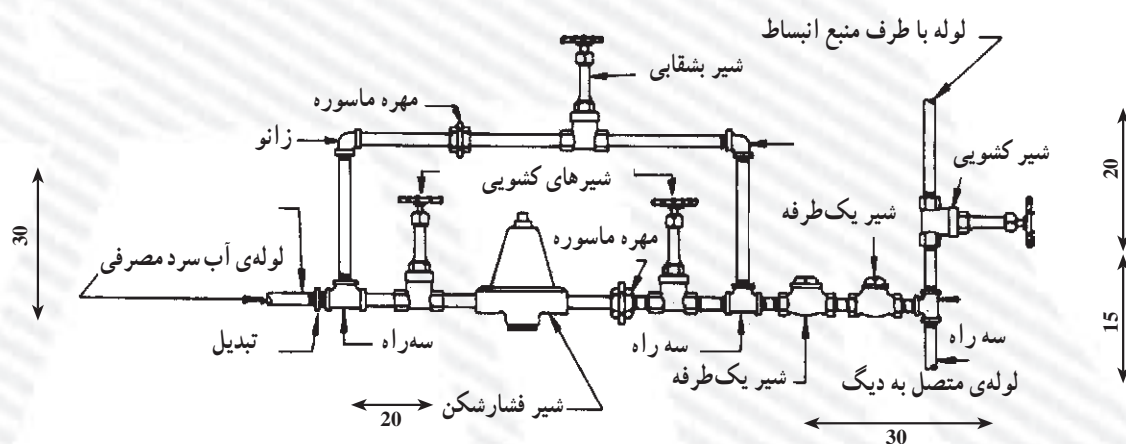 لوله با طرف منبع انبساط
شیر بشقابی
مهره ماسوره
زانو
شیر کشویی
20
شیرهای کشویی
شیر یک‌طرفه
30
مهره ماسوره
لوله‌ی آب سرد مصرفی
تبدیل
سه‌راه
سه راه
سه راه
15
شیر یک‌طرفه
لوله‌ی متصل به دیگ
شیر فشارشکن
20
30